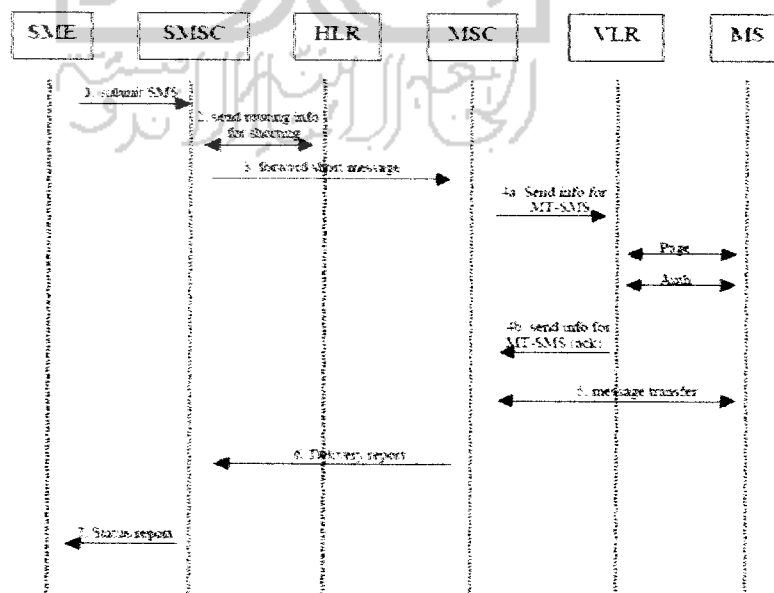 SME SMSC HLR MSC VLR MS
1. submit SMS
2. send routing info
for shortmsg
3. forward short message
4a. Send info for
MT-SMS
Page
Auth
4b. send info for
MT-SMS (ack)
5. message transfer
6. Delivery report
7. Status report